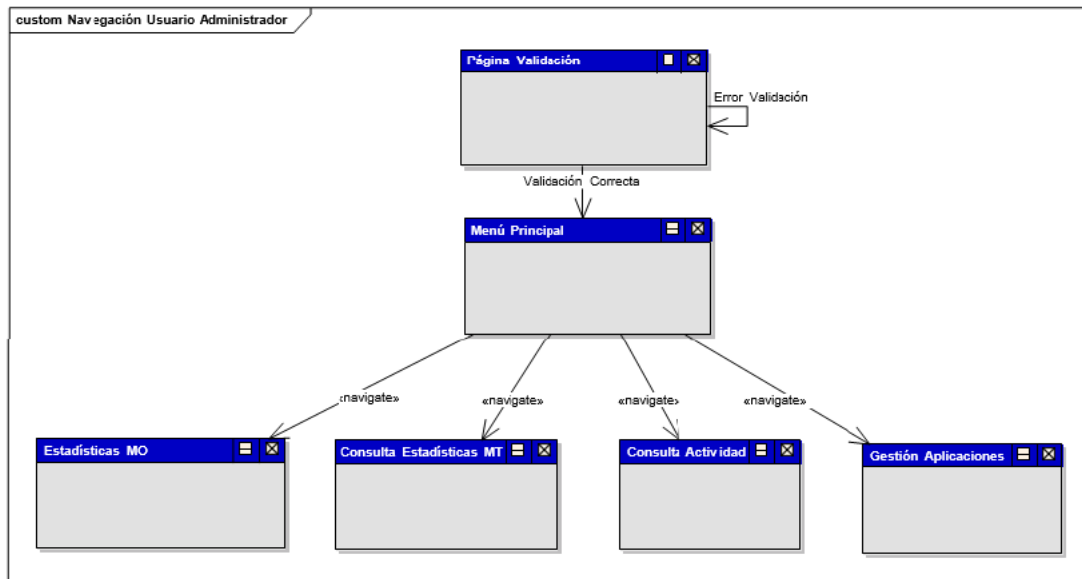 custom Navegación Usuario Administrador
Página Validación
Error Validación
Validación Correcta
Menú Principal
«navigate»
«navigate»
«navigate»
«navigate»
Estadísticas MO
Consulta Estadísticas MT
Consulta Actividad
Gestión Aplicaciones